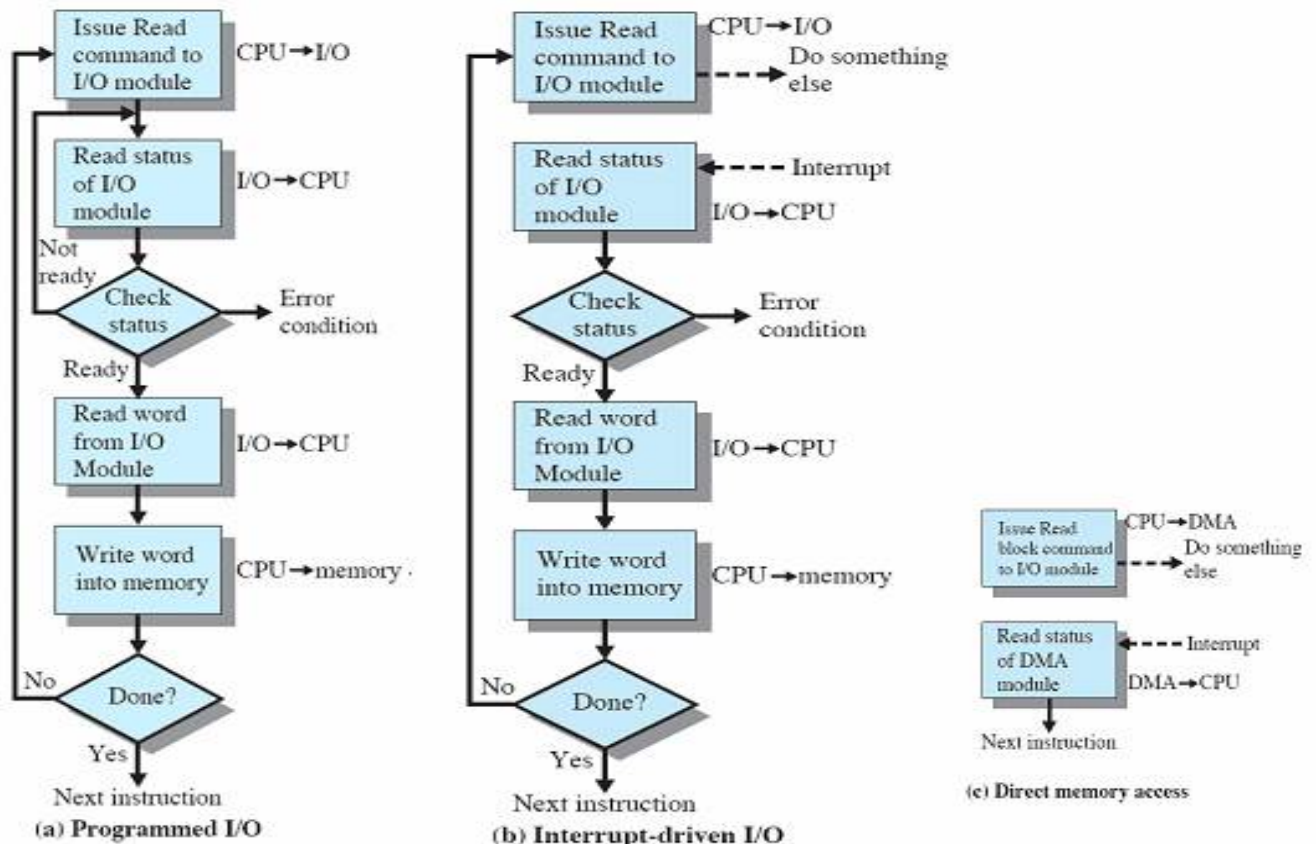 Issue Read
command to
I/O module
CPU→I/O
Read status
of I/O
module
I/O→CPU
Not
ready
Check
status
Error
condition
Ready
Read word
from I/O
Module
I/O→CPU
Write word
into memory
CPU→memory
No
Done?
Yes
Next instruction
(a) Programmed I/O
Issue Read
command to
I/O module
CPU→I/O
Do something
else
Read status
of I/O
module
Interrupt
I/O→CPU
Check
status
Error
condition
Ready
Read word
from I/O
Module
I/O→CPU
Write word
into memory
CPU→memory
No
Done?
Yes
Next instruction
(b) Interrupt-driven I/O
Issue Read
block command
to I/O module
CPU→DMA
Do something
else
Read status
of DMA
module
Interrupt
DMA→CPU
Next instruction
(c) Direct memory access